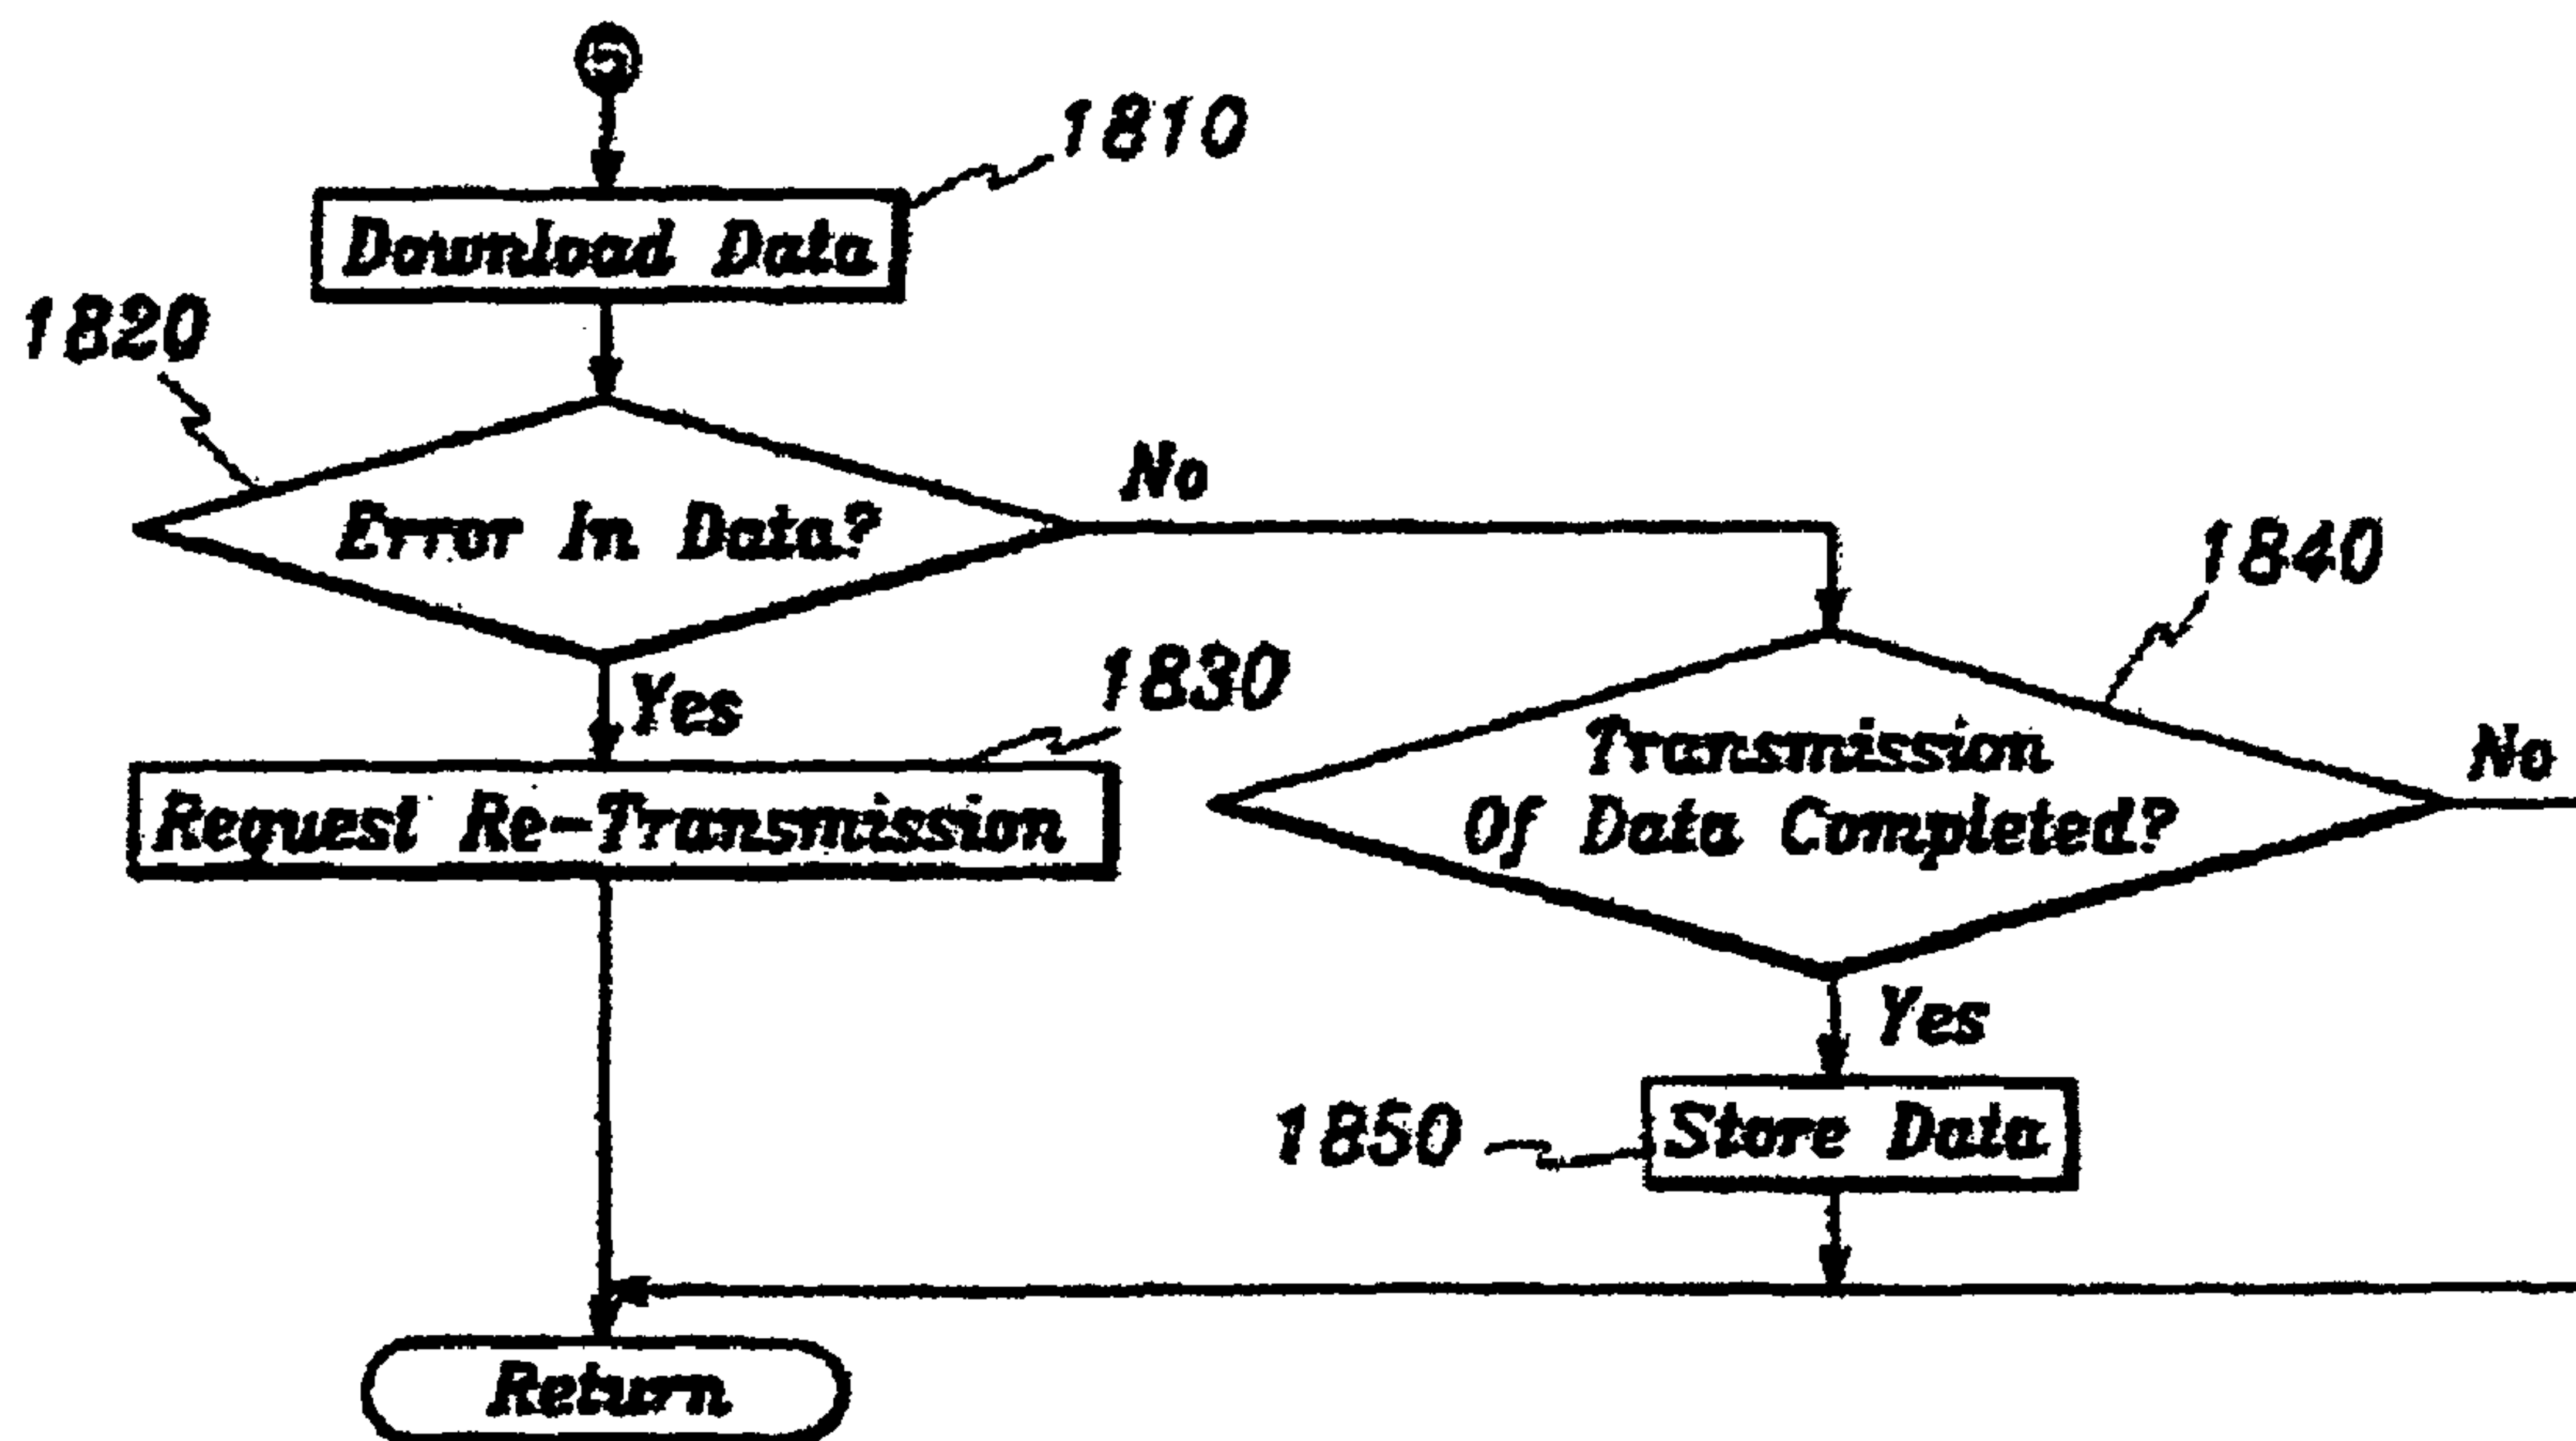 5
1810
Download Data
1820
Error In Data?
No
Yes
1830
Request Re-Transmission
1840
Transmission
Of Data Completed?
No
Yes
1850
Store Data
Return